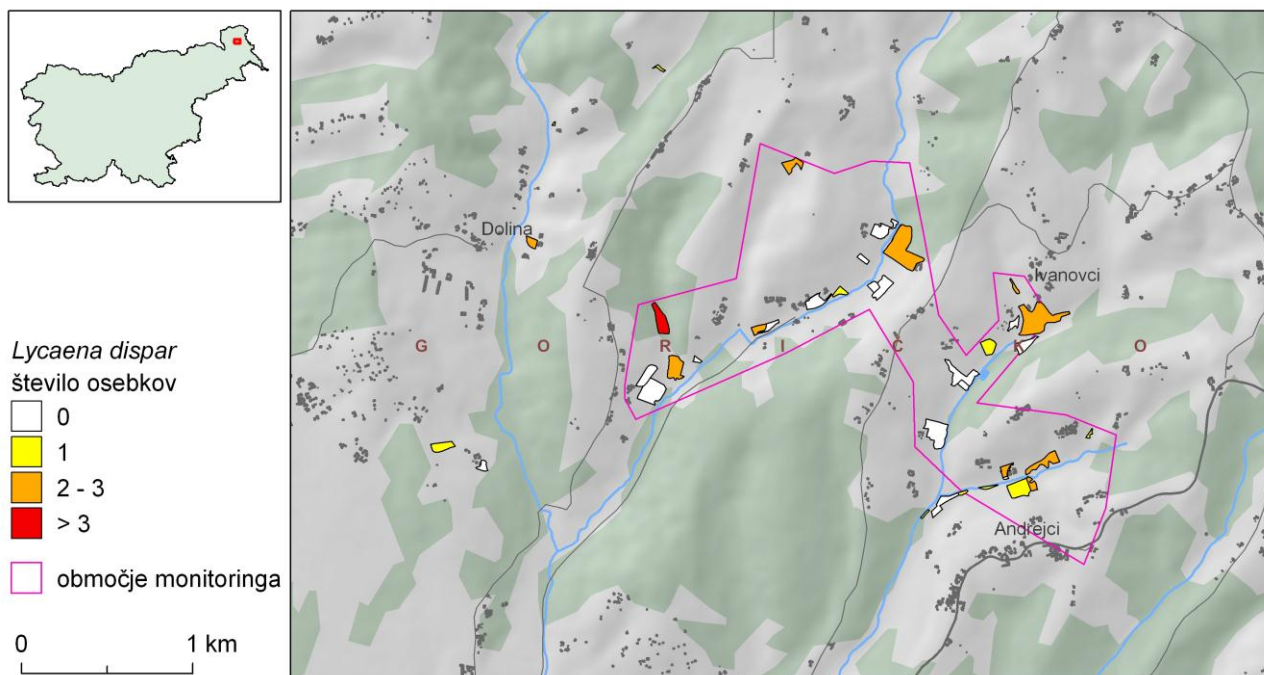 Lycaena dispar
število osebkov
0
1
2 - 3
> 3
območje monitoringa
0 1 km
Dolina
Ivanovci
G O R I Č K O
Andrejci